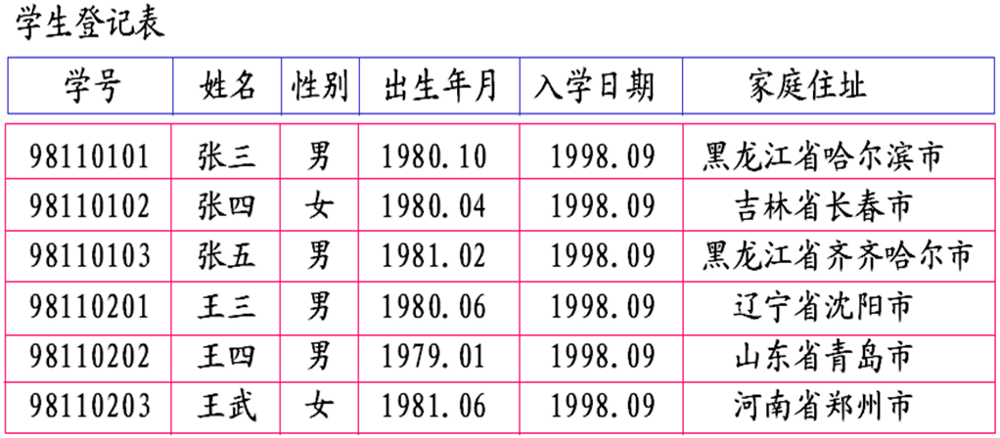 学生登记表
学号 姓名 性别 出生年月 入学日期 家庭住址
98110101 张三 男 1980.10 1998.09 黑龙江省哈尔滨市
98110102 张四 女 1980.04 1998.09 吉林省长春市
98110103 张五 男 1981.02 1998.09 黑龙江省齐齐哈尔市
98110201 王三 男 1980.06 1998.09 辽宁省沈阳市
98110202 王四 男 1979.01 1998.09 山东省青岛市
98110203 王武 女 1981.06 1998.09 河南省郑州市